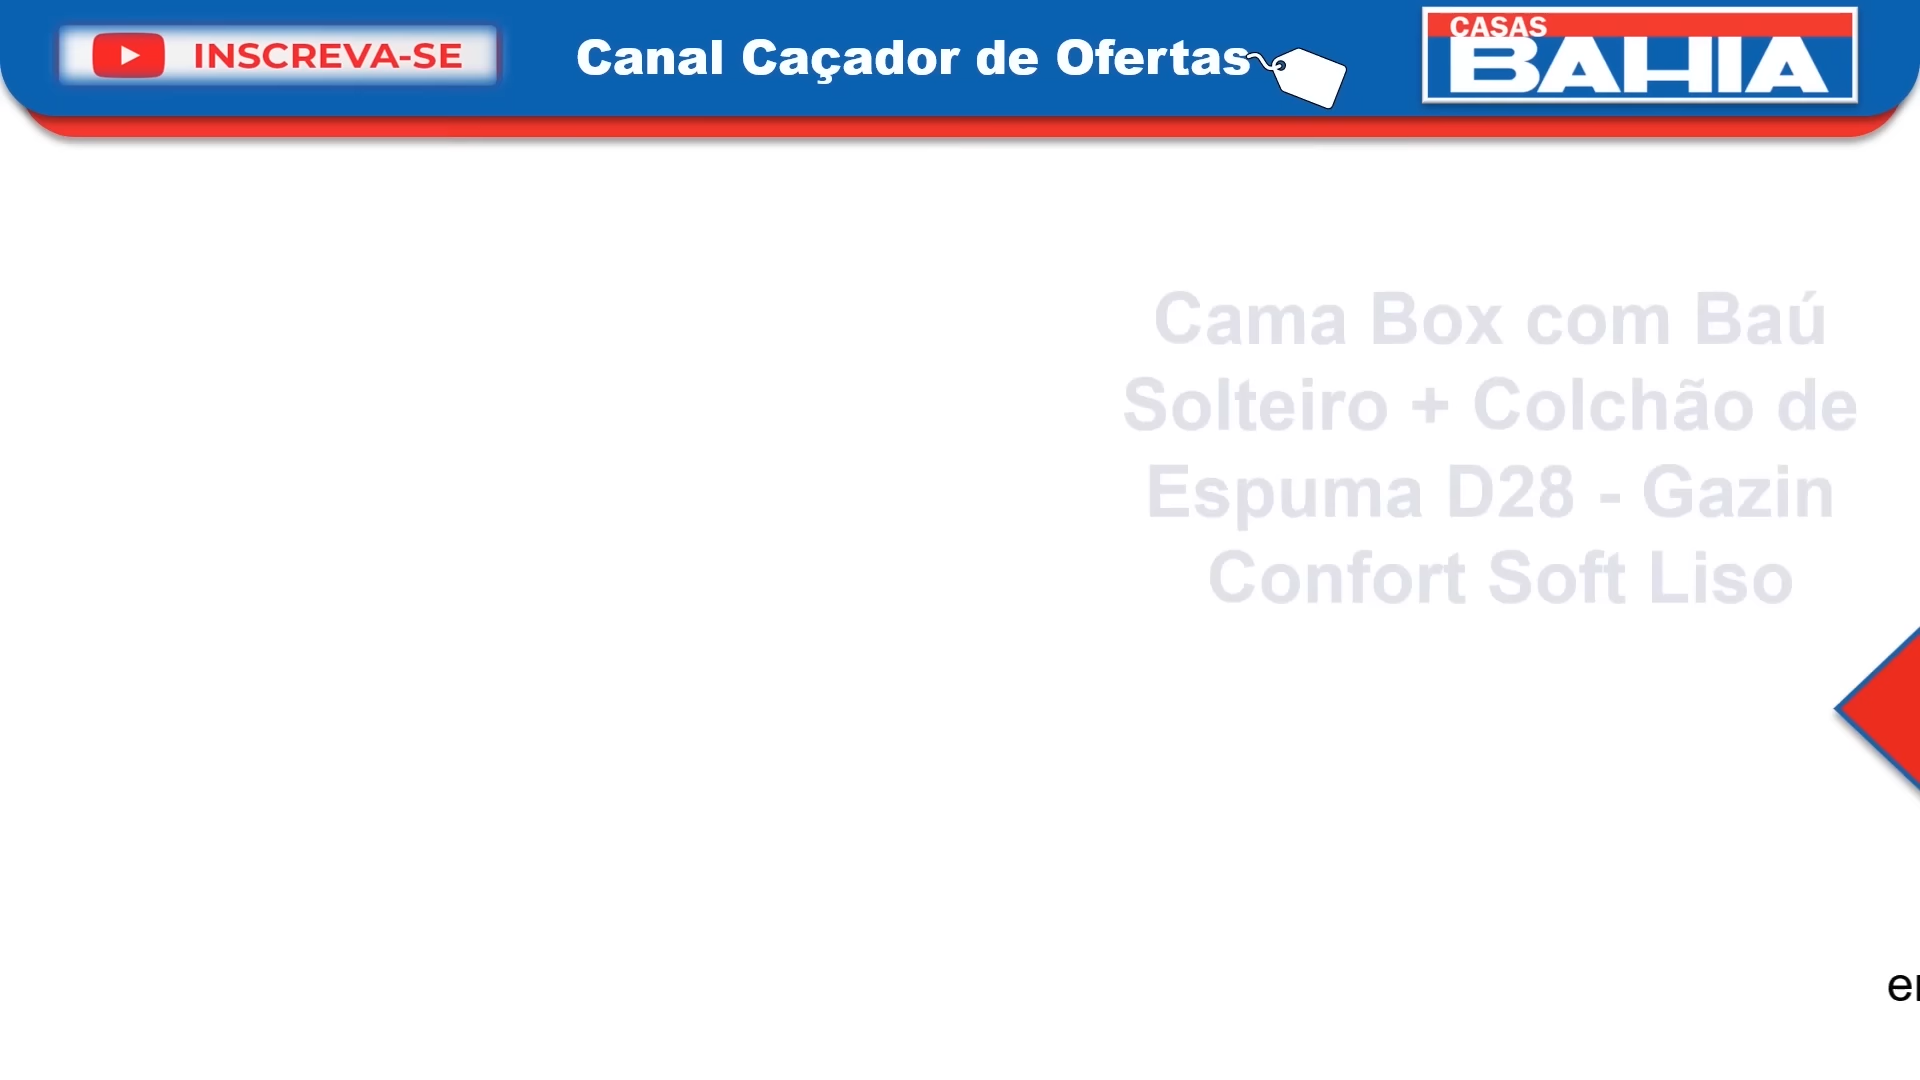 INSCREVA-SE
Canal Caçador de Ofertas
CASAS
BAHIA
Cama Box com Baú
Solteiro + Colchão de
Espuma D28 - Gazin
Confort Soft Liso